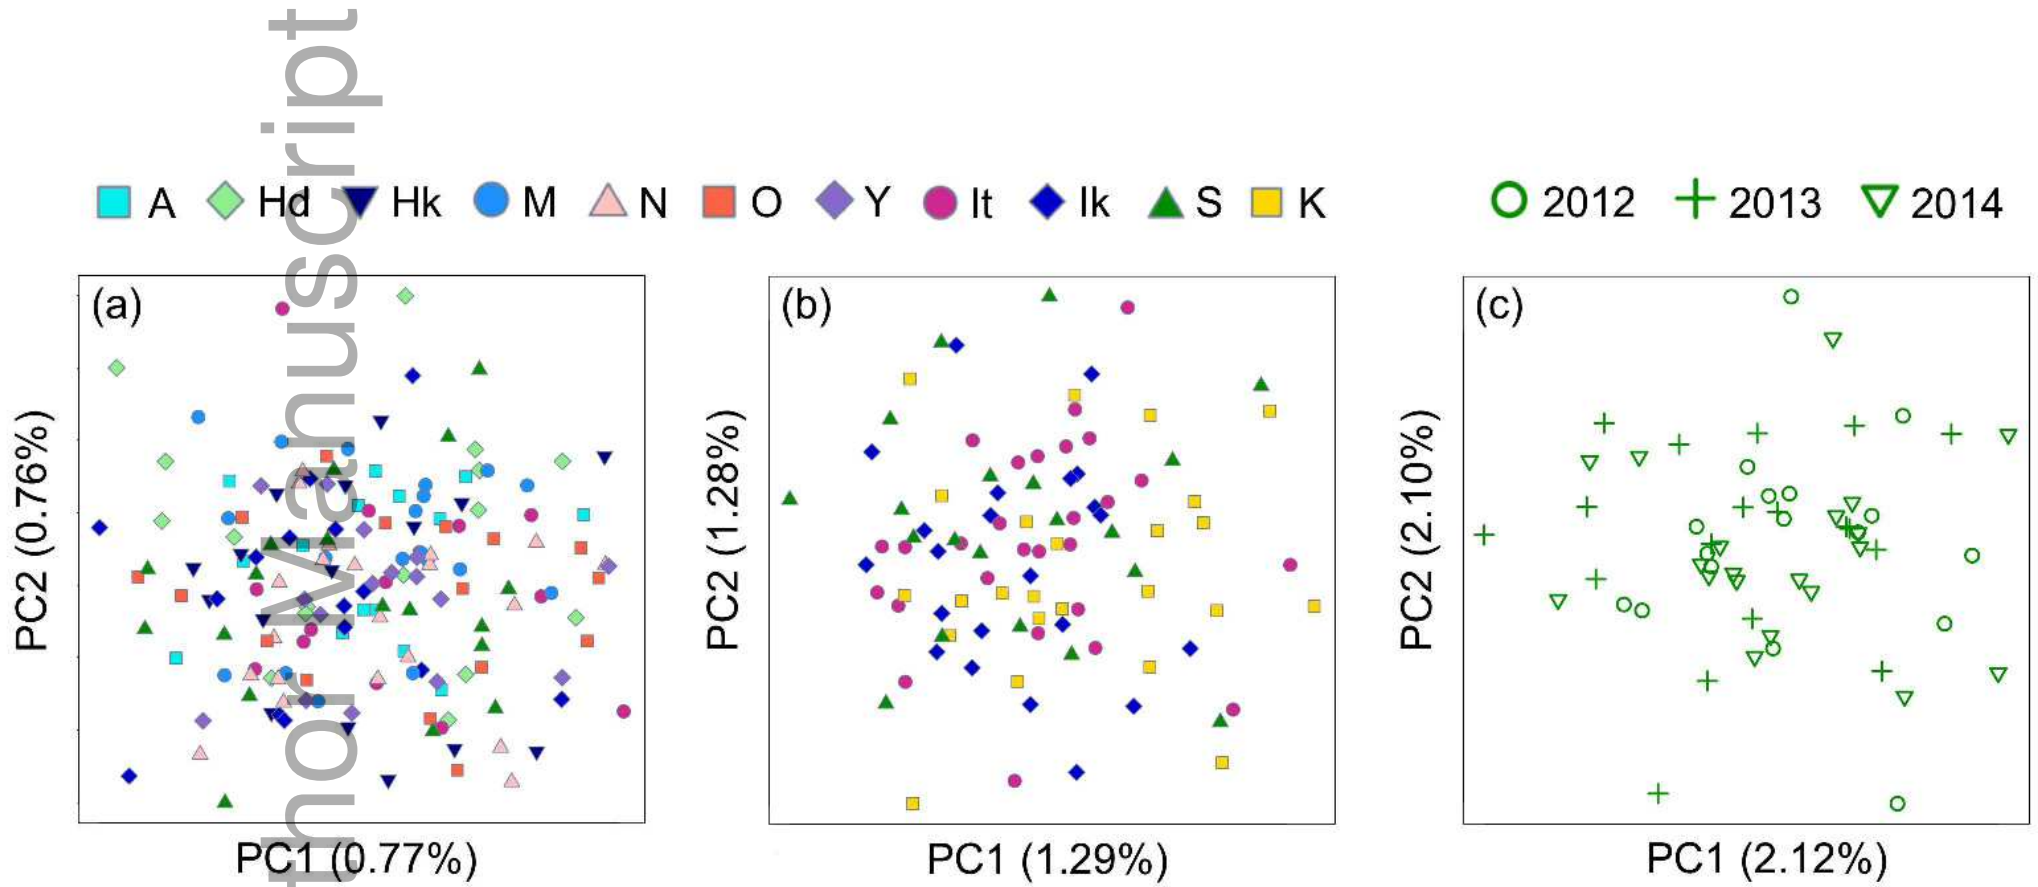 thor Manuscript
A Hd Hk M N O Y It Ik S K
2012 2013 2014
(a)
PC2 (0.76%)
PC1 (0.77%)
(b)
PC2 (1.28%)
PC1 (1.29%)
(c)
PC2 (2.10%)
PC1 (2.12%)